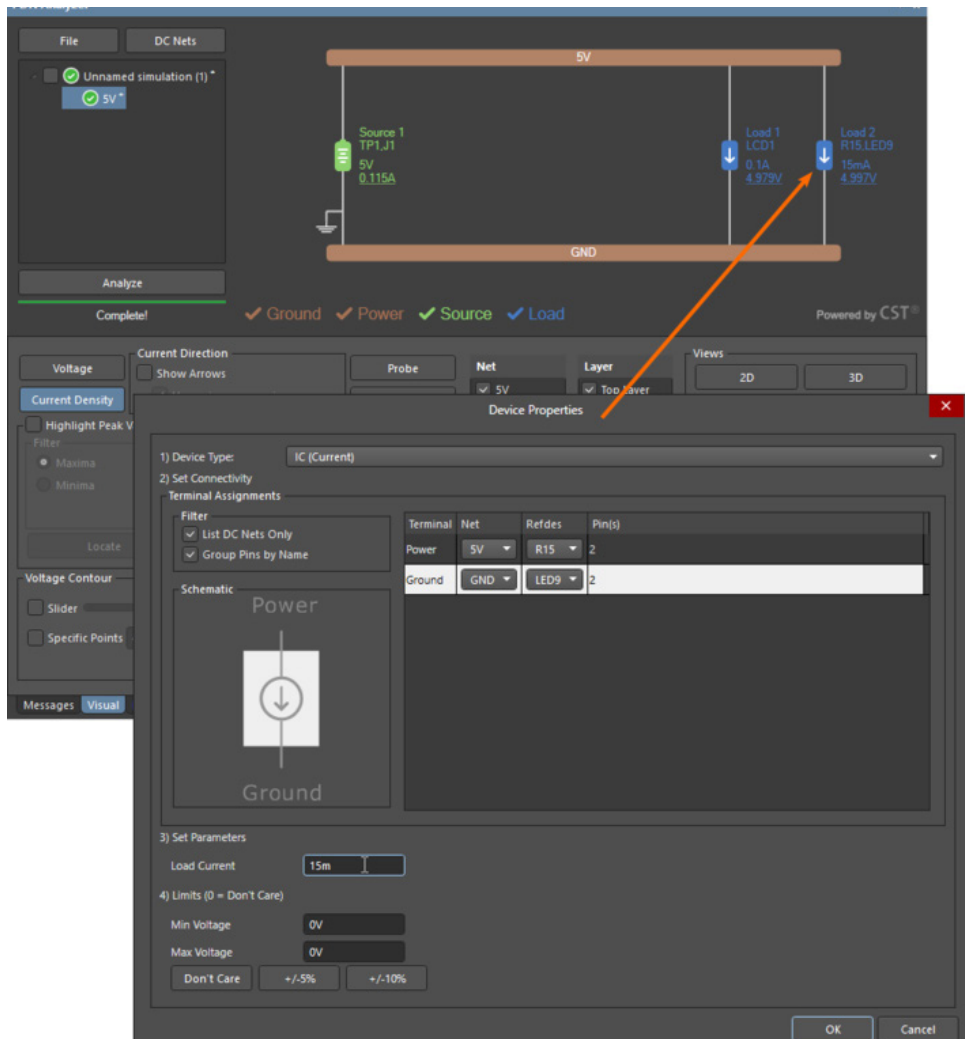 File DC Nets
Unnamed simulation (1) *
5V *
Analyze
Complete!
5V
Source 1
TP1,J1
5V
0.115A
Load 1
LCD1
0.1A
4.979V
Load 2
R15,LED9
15mA
4.997V
GND
Ground Power Source Load
Powered by CST®
Voltage
Current Density
Current Direction
Show Arrows
Probe
Net
5V
Layer
Top Layer
Views
2D 3D
Highlight Peak V
Filter
Maxima
Minima
Locate
Voltage Contour
Slider
Specific Points
Messages Visual
Device Properties
1) Device Type: IC (Current)
2) Set Connectivity
Terminal Assignments
Filter
List DC Nets Only
Group Pins by Name
Schematic
Power
Ground
Terminal Net Refdes Pin(s)
Power 5V R15 2
Ground GND LED9 2
3) Set Parameters
Load Current 15m
4) Limits (0 = Don't Care)
Min Voltage 0V
Max Voltage 0V
Don't Care +/-5% +/-10%
OK Cancel